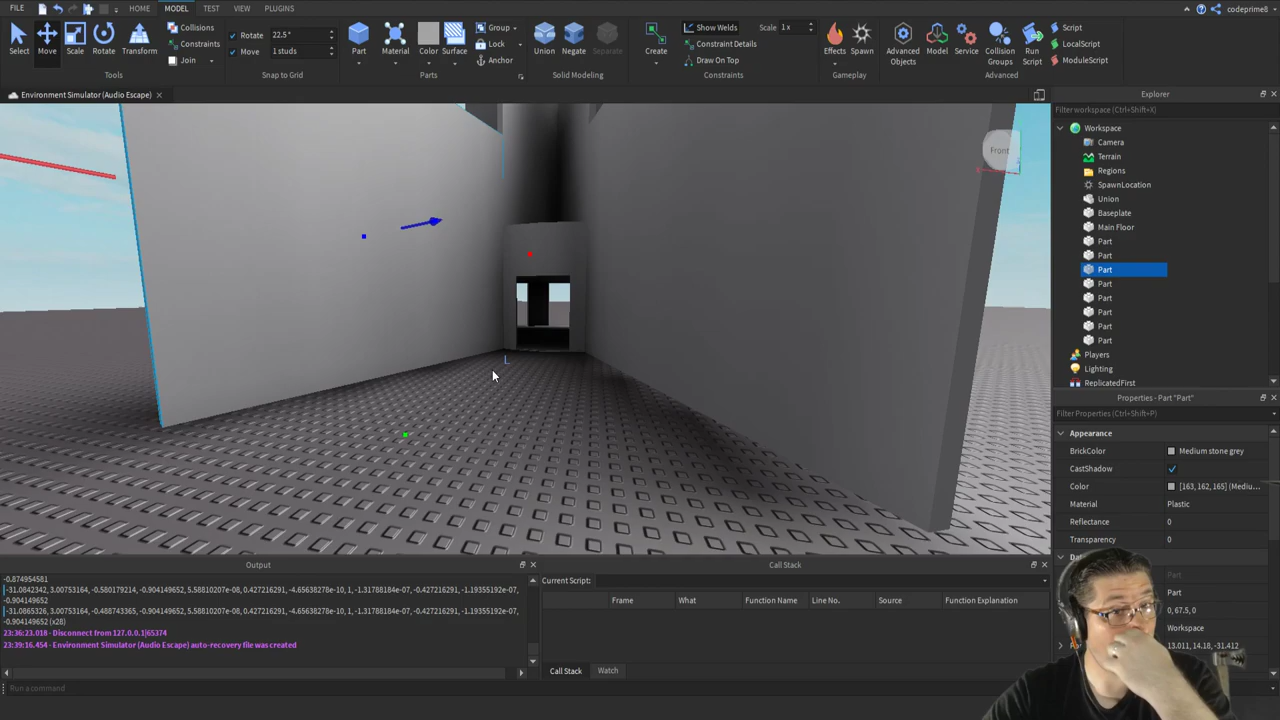 FILE HOME MODEL TEST VIEW PLUGINS codeprime8
Select Move Scale Rotate Transform
Collisions
Constraints
Join
Tools
Rotate 22.5°
Move 1 studs
Snap to Grid
Part Material Color Surface
Group
Lock
Anchor
Parts
Union Negate Separate
Solid Modeling
Create
Show Welds Scale 1x
Constraint Details
Draw On Top
Constraints
Effects Spawn
Gameplay
Advanced Objects Model Service Collision Groups Run Script
Script
LocalScript
ModuleScript
Advanced
Environment Simulator (Audio Escape)
Front
Explorer
Filter workspace (Ctrl+Shift+X)
Workspace
Camera
Terrain
Regions
SpawnLocation
Union
Baseplate
Main Floor
Part
Part
Part
Part
Part
Part
Part
Part
Players
Lighting
ReplicatedFirst
Properties - Part "Part"
Filter Properties (Ctrl+Shift+P)
Appearance
BrickColor Medium stone grey
CastShadow
Color [163, 162, 165] (Mediu...
Material Plastic
Reflectance 0
Transparency 0
Part
Part
0, 67.5, 0
Workspace
13.011, 14.18, -31.412
L
Output
-0.874954581
-31.0842342, 3.00753164, -0.580179214, -0.904149652, 5.58810207e-08, 0.427216291, -4.65638278e-10, 1, -1.31788184e-07, -0.427216291, -1.19355192e-07,
-0.904149652
-31.0865326, 3.00753164, -0.488743365, -0.904149652, 5.58810207e-08, 0.427216291, -4.65638278e-10, 1, -1.31788184e-07, -0.427216291, -1.19355192e-07,
-0.904149652 (x28)
23:36:23.018 - Disconnect from 127.0.0.1|65374
23:39:16.454 - Environment Simulator (Audio Escape) auto-recovery file was created
Call Stack
Current Script:
Frame What Function Name Line No. Source Function Explanation
Call Stack Watch
Run a command